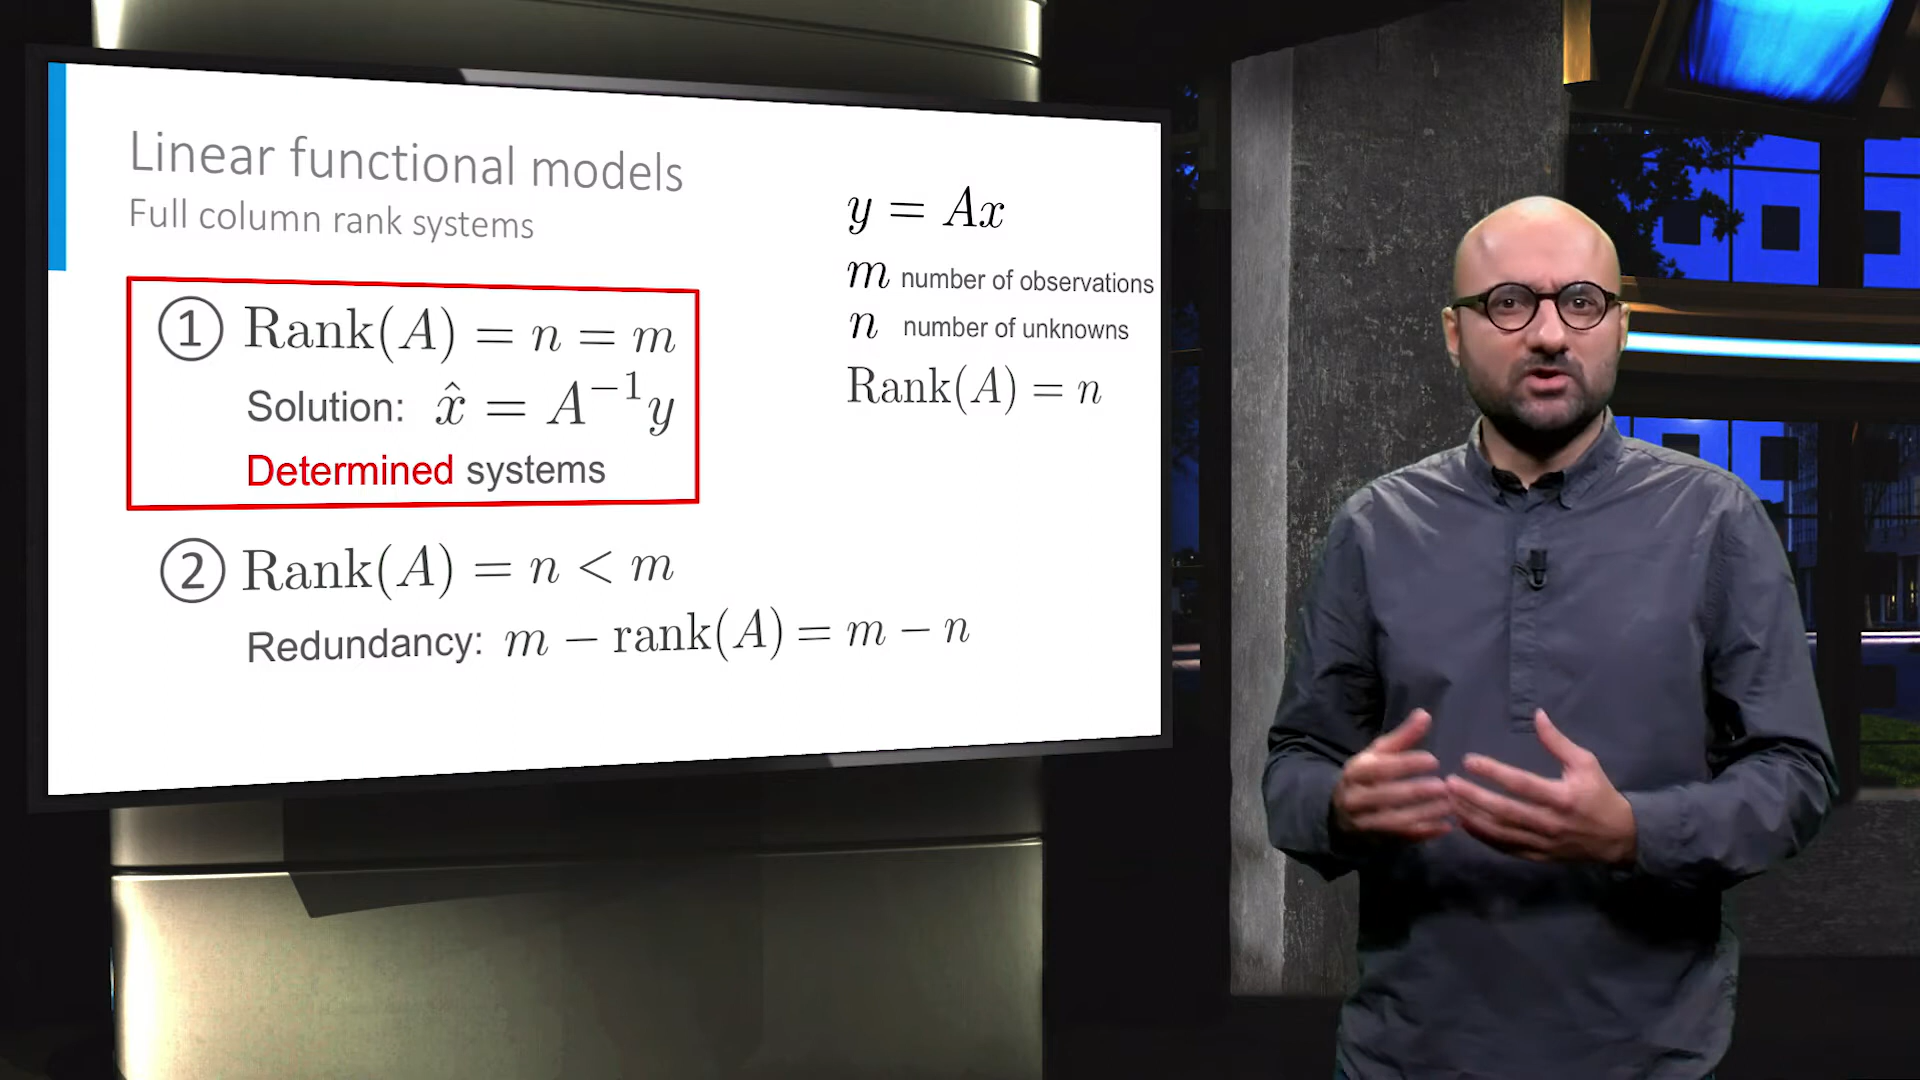 Linear functional models
Full column rank systems
① Rank(A) = n = m
Solution: x̂ = A⁻¹y
Determined systems
② Rank(A) = n < m
Redundancy: m − rank(A) = m − n
y = Ax
m number of observations
n number of unknowns
Rank(A) = n